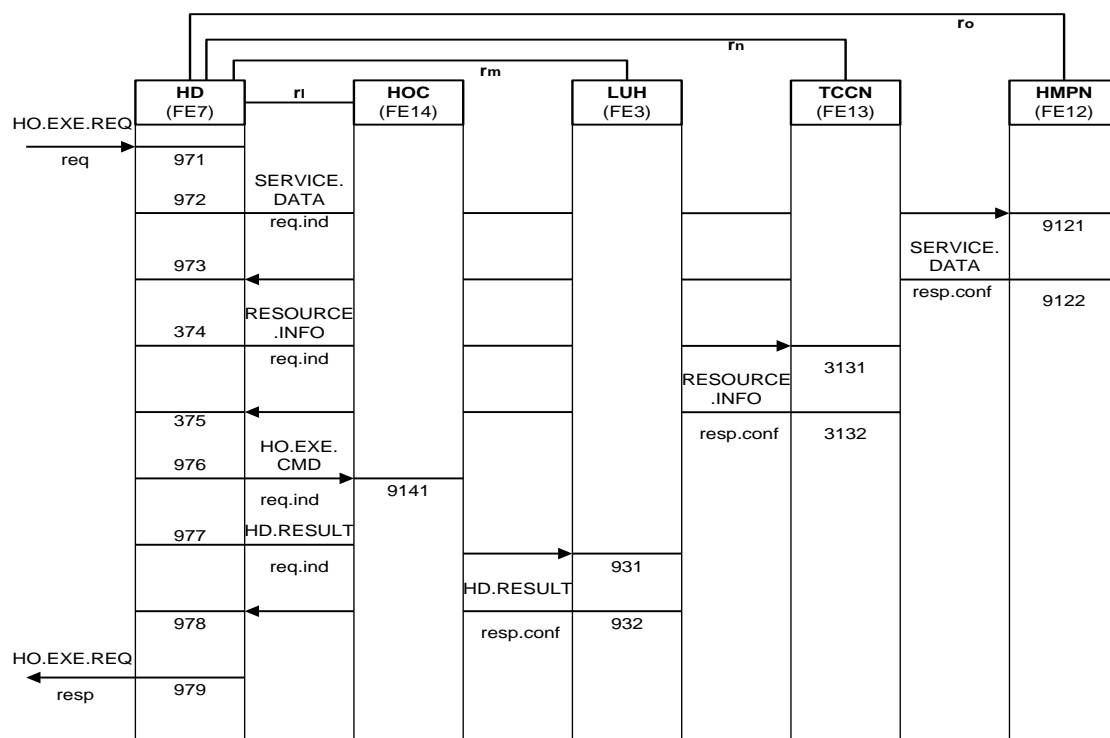 ro
rn
rm
HD
(FE7)
rl
HOC
(FE14)
LUH
(FE3)
TCCN
(FE13)
HMPN
(FE12)
HO.EXE.REQ
req
971
SERVICE.
DATA
972
req.ind
9121
SERVICE.
DATA
973
resp.conf
9122
RESOURCE
.INFO
374
req.ind
3131
RESOURCE
.INFO
375
resp.conf
3132
HO.EXE.
CMD
976
req.ind
9141
977
HD.RESULT
req.ind
931
HD.RESULT
978
resp.conf
932
HO.EXE.REQ
resp
979